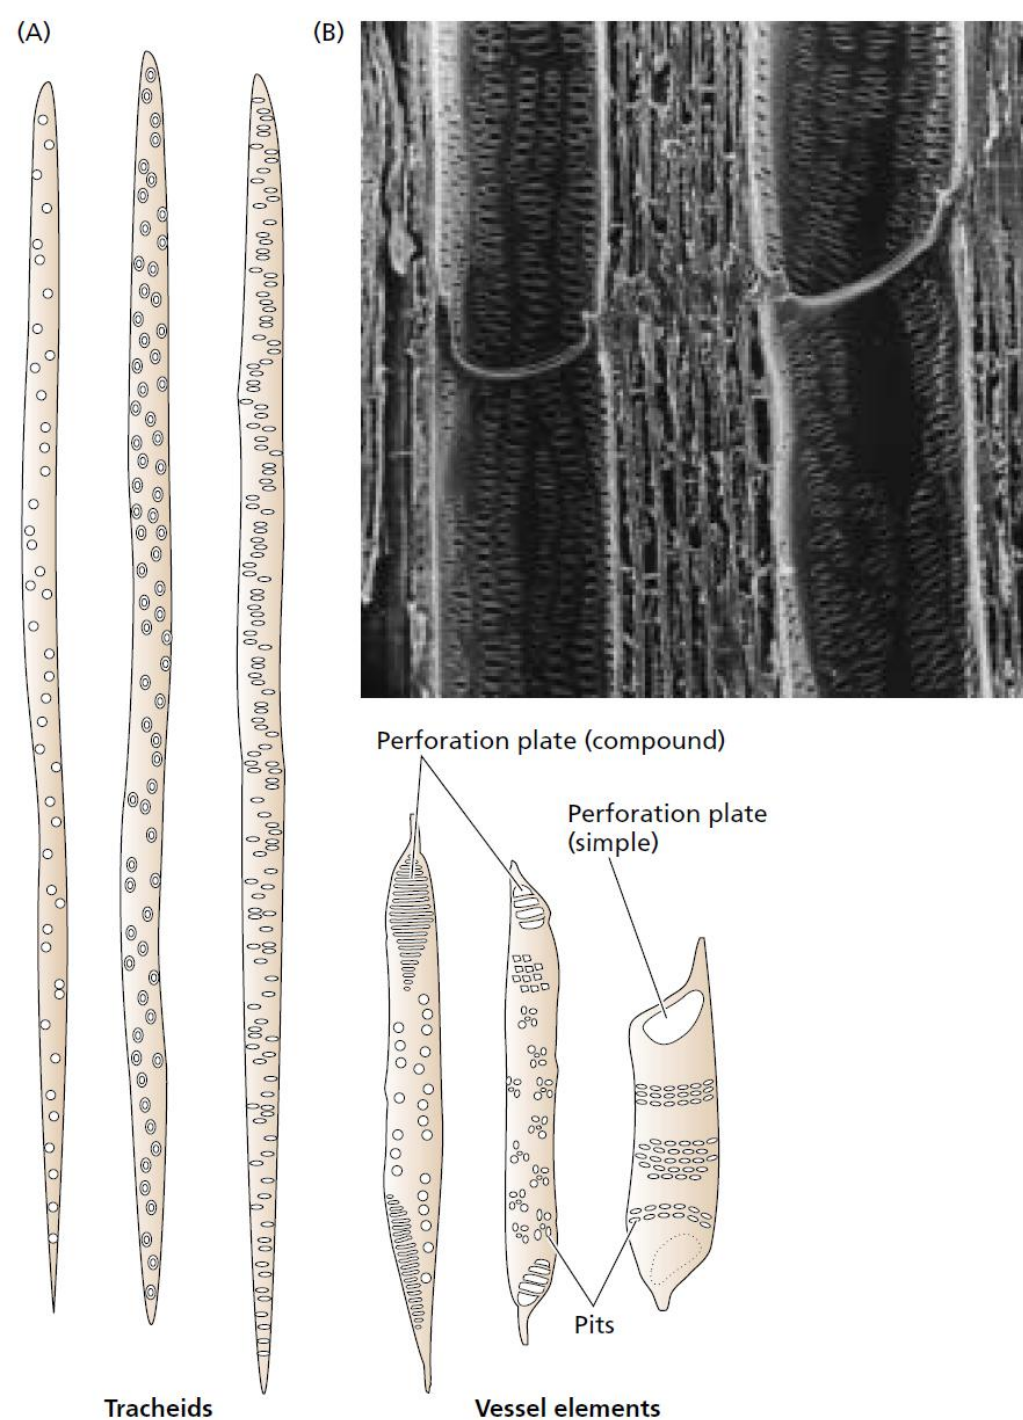 (A)
(B)
Perforation plate (compound)
Perforation plate
(simple)
Pits
Tracheids
Vessel elements